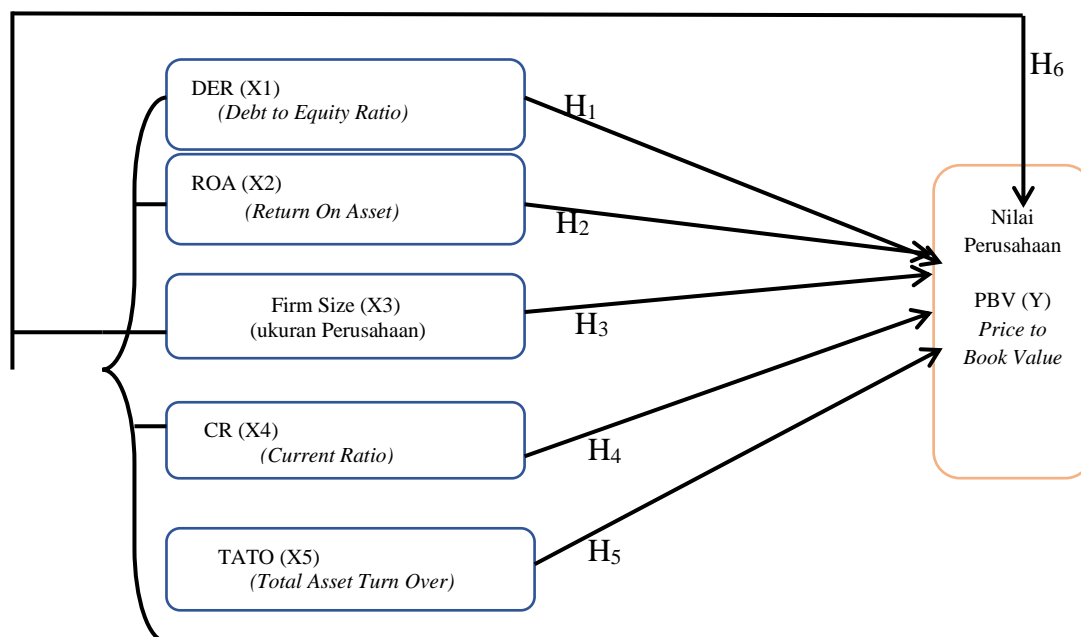 H6
DER (X1)
(Debt to Equity Ratio)
H1
ROA (X2)
(Return On Asset)
H2
Firm Size (X3)
(ukuran Perusahaan)
H3
CR (X4)
(Current Ratio)
H4
TATO (X5)
(Total Asset Turn Over)
H5
Nilai
Perusahaan
PBV (Y)
Price to
Book Value